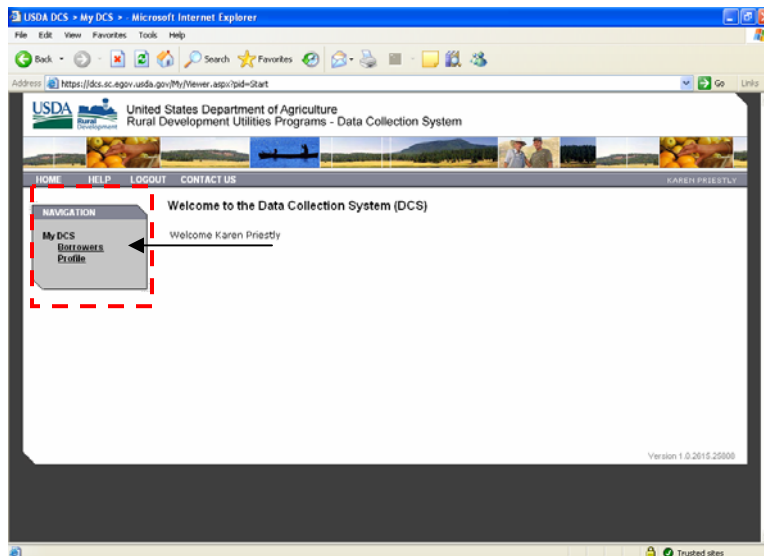 USDA DCS > My DCS > - Microsoft Internet Explorer
File Edit View Favorites Tools Help
Back Search Favorites
Address https://dcs.sc.egov.usda.gov/My/Viewer.aspx?pid=Start Go Links
USDA Rural Development United States Department of Agriculture
Rural Development Utilities Programs - Data Collection System
HOME HELP LOGOUT CONTACT US KAREN PRIESTLY
NAVIGATION
Welcome to the Data Collection System (DCS)
My DCS
Borrowers
Profile
Welcome Karen Priestly
Version 1.0.2615.25808
Trusted sites